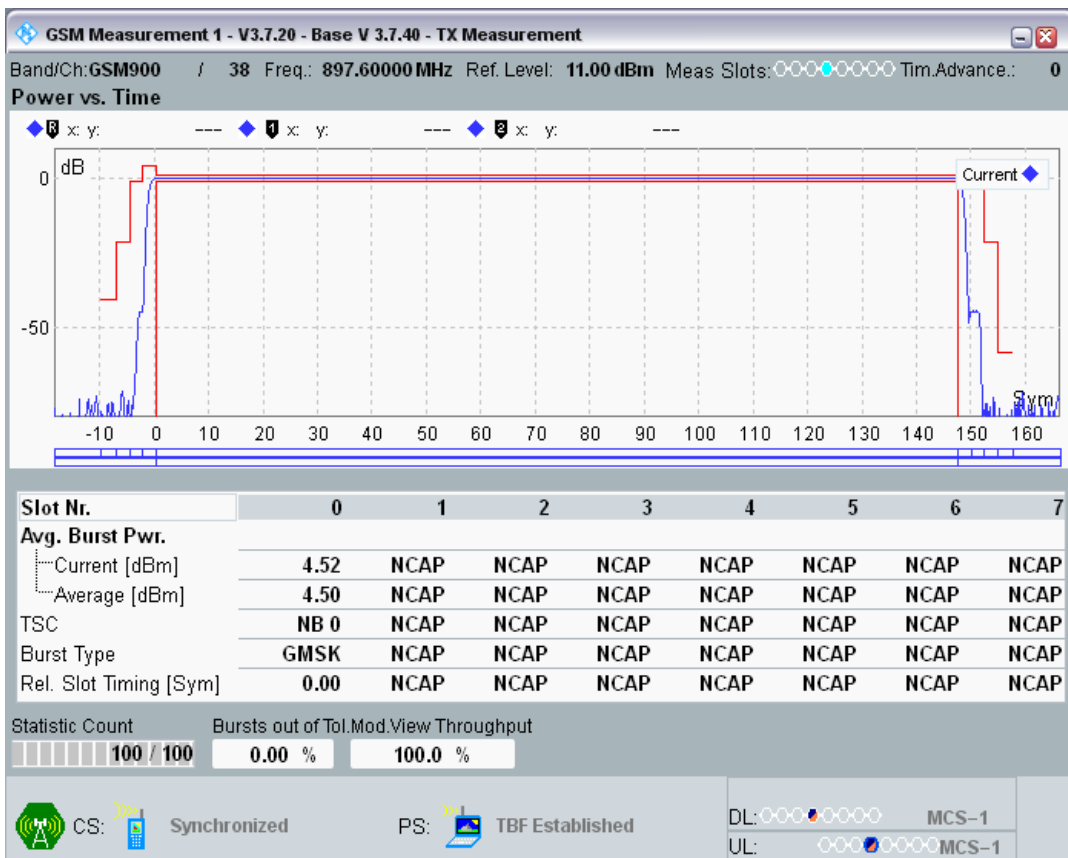 GSM Measurement 1 - V3.7.20 - Base V 3.7.40 - TX Measurement
Band/Ch:GSM900 / 38 Freq.: 897.60000 MHz Ref. Level: 11.00 dBm Meas Slots: Tim.Advance.: 0
Power vs. Time
R x: y: --- 1 x: y: --- 2 x: y: ---
dB
Current
0
-50
Sym
-10 0 10 20 30 40 50 60 70 80 90 100 110 120 130 140 150 160
Slot Nr. 0 1 2 3 4 5 6 7
Avg. Burst Pwr.
Current [dBm] 4.52 NCAP NCAP NCAP NCAP NCAP NCAP NCAP
Average [dBm] 4.50 NCAP NCAP NCAP NCAP NCAP NCAP NCAP
TSC NB 0 NCAP NCAP NCAP NCAP NCAP NCAP NCAP
Burst Type GMSK NCAP NCAP NCAP NCAP NCAP NCAP NCAP
Rel. Slot Timing [Sym] 0.00 NCAP NCAP NCAP NCAP NCAP NCAP NCAP
Statistic Count Bursts out of Tol.Mod.View Throughput
100 / 100 0.00 % 100.0 %
CS: Synchronized PS: TBF Established
DL: MCS-1
UL: MCS-1